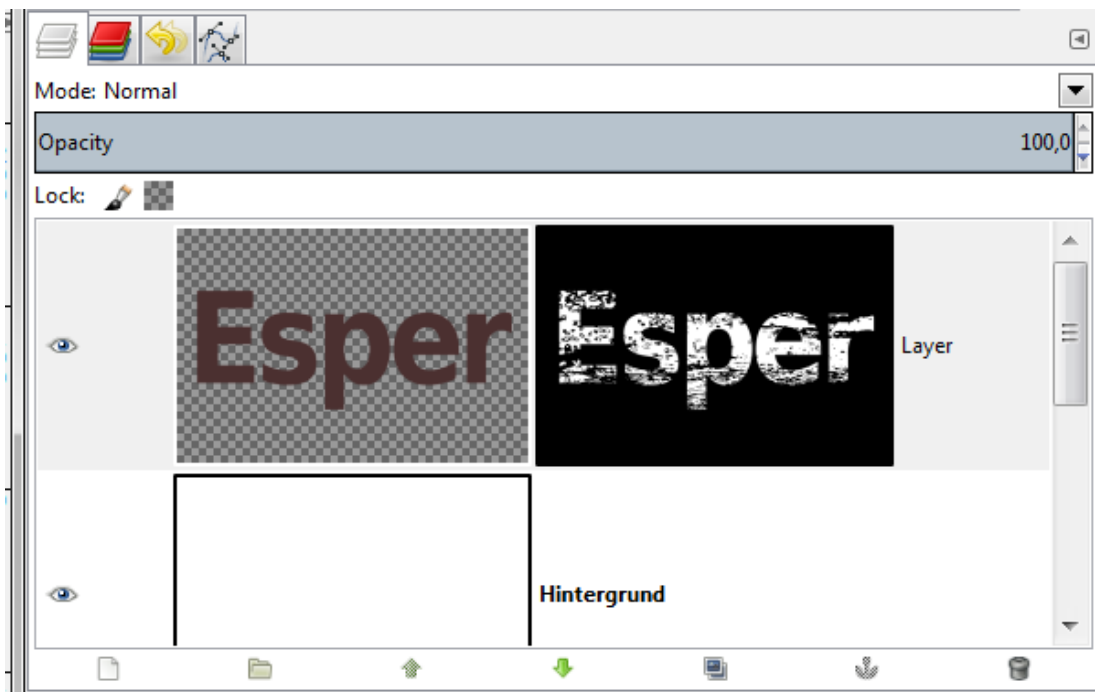 Mode: Normal
Opacity 100,0
Lock:
Esper Esper Layer
Hintergrund